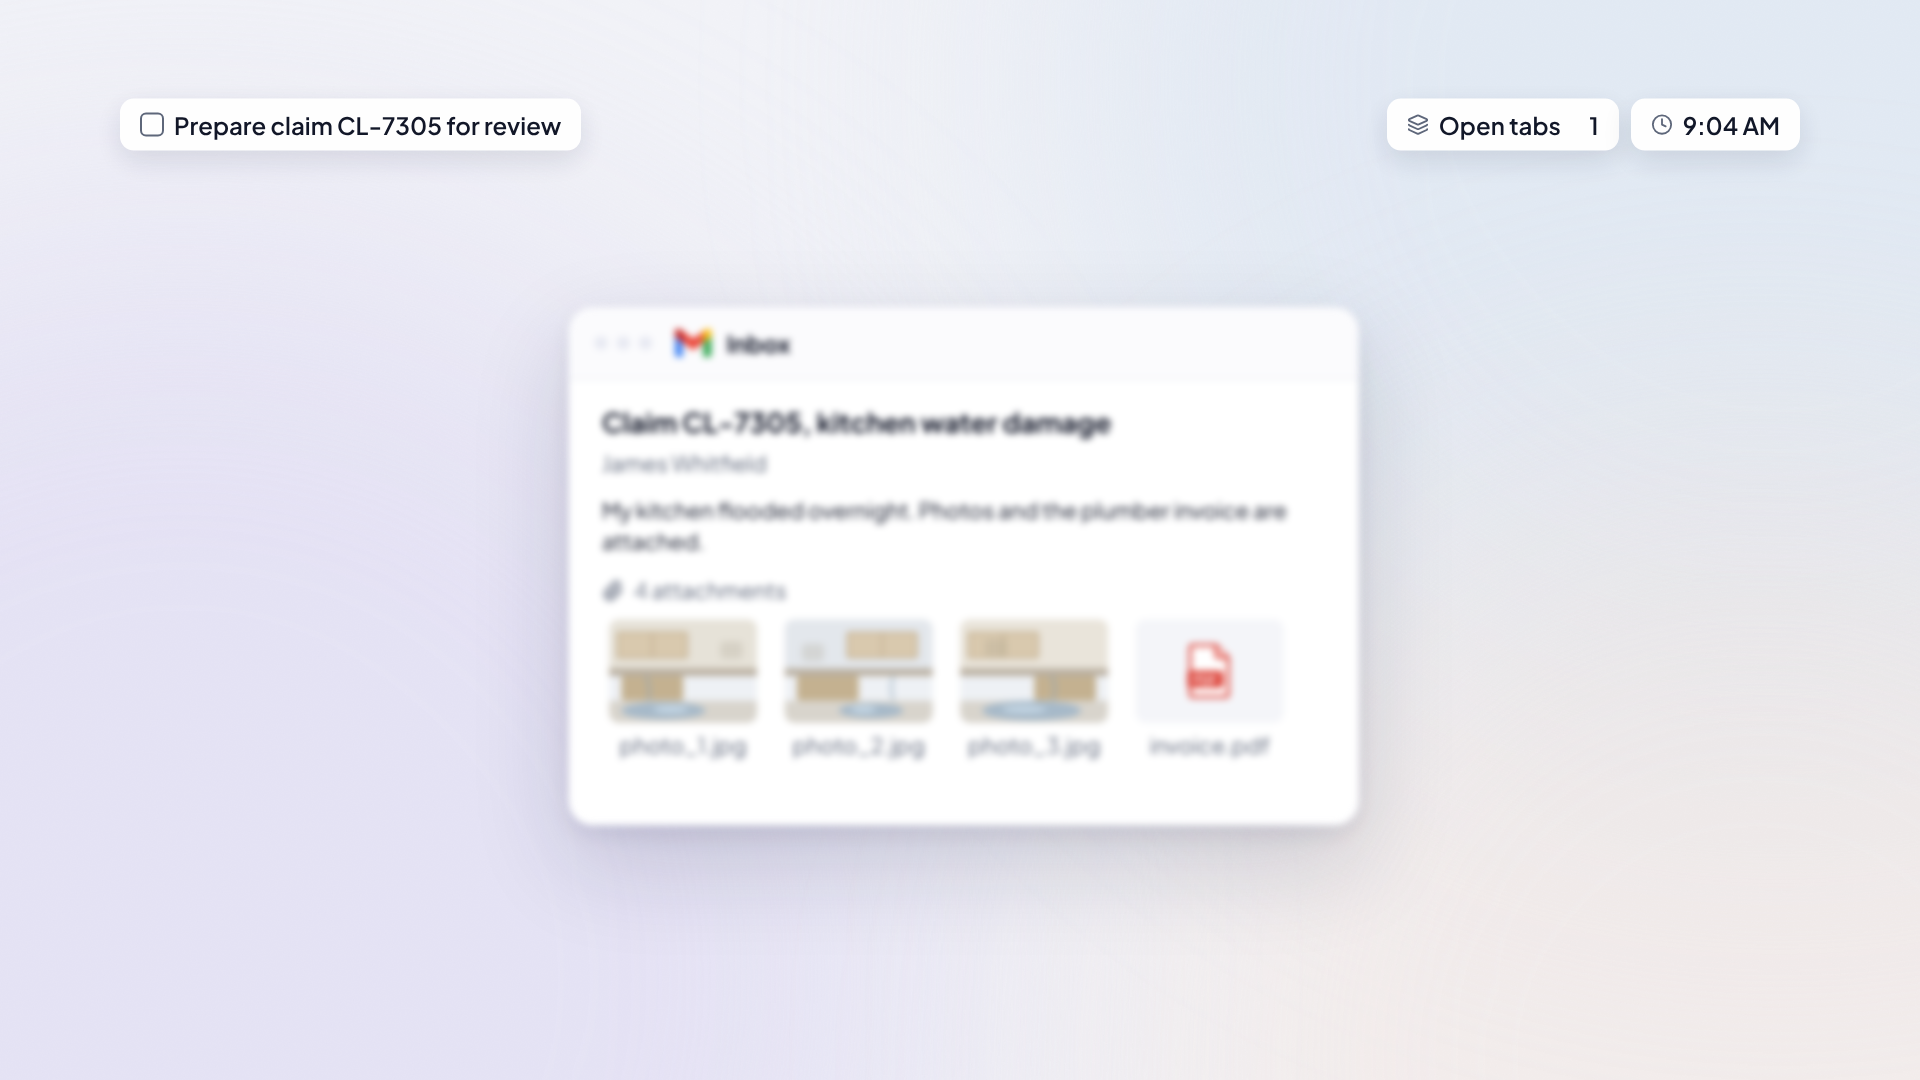 Prepare claim CL-7305 for review
Open tabs 1
9:04 AM
Inbox
Claim CL-7305, kitchen water damage
James Whitfield
My kitchen flooded overnight. Photos and the plumber invoice are
attached.
4 attachments
photo_1.jpg
photo_2.jpg
photo_3.jpg
invoice.pdf